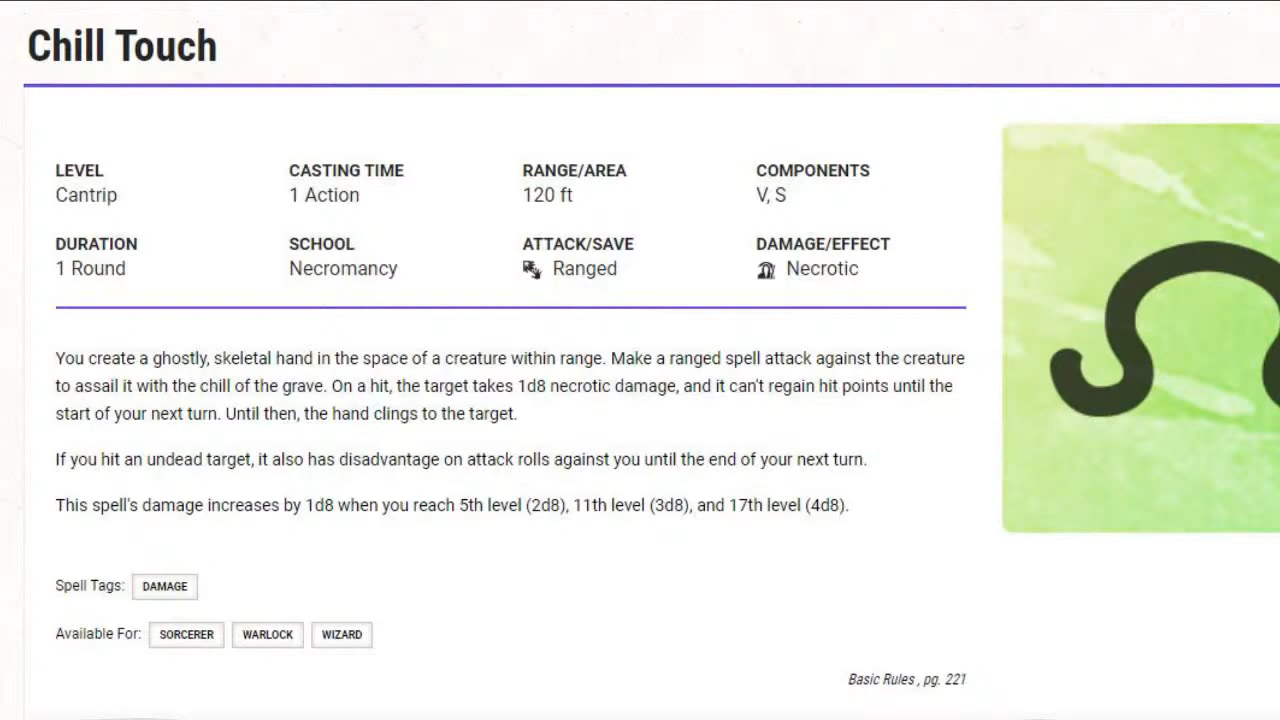 Chill Touch
LEVEL CASTING TIME RANGE/AREA COMPONENTS
Cantrip 1 Action 120 ft V, S
DURATION SCHOOL ATTACK/SAVE DAMAGE/EFFECT
1 Round Necromancy Ranged Necrotic
You create a ghostly, skeletal hand in the space of a creature within range. Make a ranged spell attack against the creature
to assail it with the chill of the grave. On a hit, the target takes 1d8 necrotic damage, and it can't regain hit points until the
start of your next turn. Until then, the hand clings to the target.
If you hit an undead target, it also has disadvantage on attack rolls against you until the end of your next turn.
This spell's damage increases by 1d8 when you reach 5th level (2d8), 11th level (3d8), and 17th level (4d8).
Spell Tags: DAMAGE
Available For: SORCERER WARLOCK WIZARD
Basic Rules , pg. 221